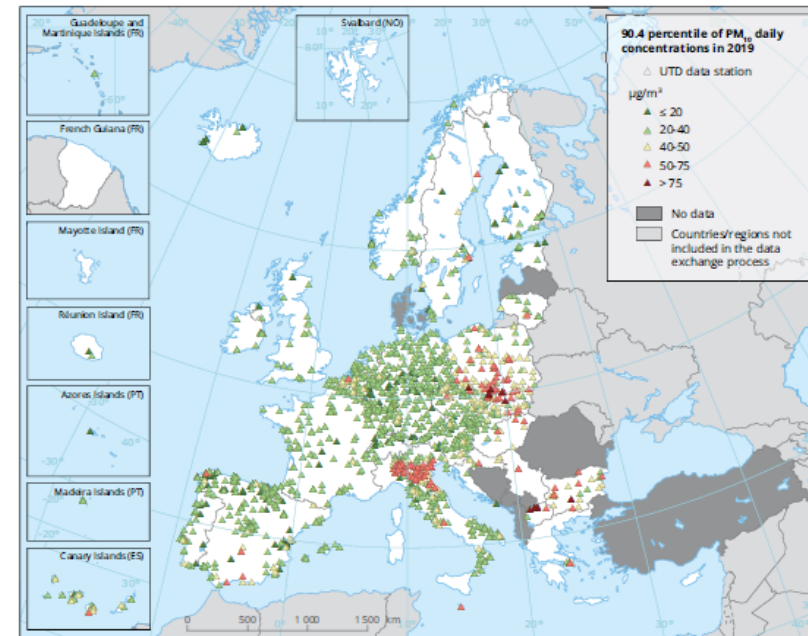 Guadeloupe and
Martinique Islands (FR)
French Guiana (FR)
Mayotte Island (FR)
Réunion Island (FR)
Azores Islands (PT)
Madeira Islands (PT)
Canary Islands (ES)
Svalbard (NO)
90.4 percentile of PM₁₀ daily
concentrations in 2019
UTD data station
µg/m³
≤ 20
20-40
40-50
50-75
> 75
No data
Countries/regions not
included in the data
exchange process
0 500 1 000 1 500 km